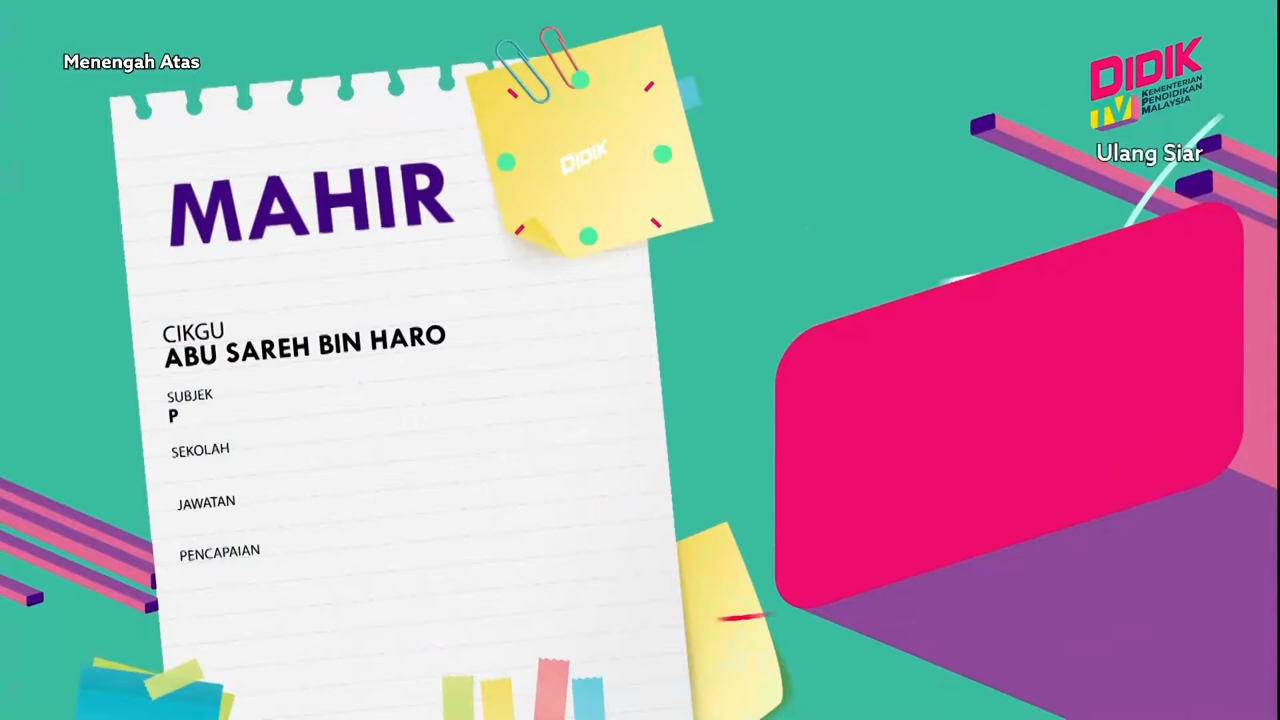 Menengah Atas
DIDIK
TV
KEMENTERIAN
PENDIDIKAN
MALAYSIA
Ulang Siar
DIDIK
MAHIR
CIKGU
ABU SAREH BIN HARO
SUBJEK
P
SEKOLAH
JAWATAN
PENCAPAIAN